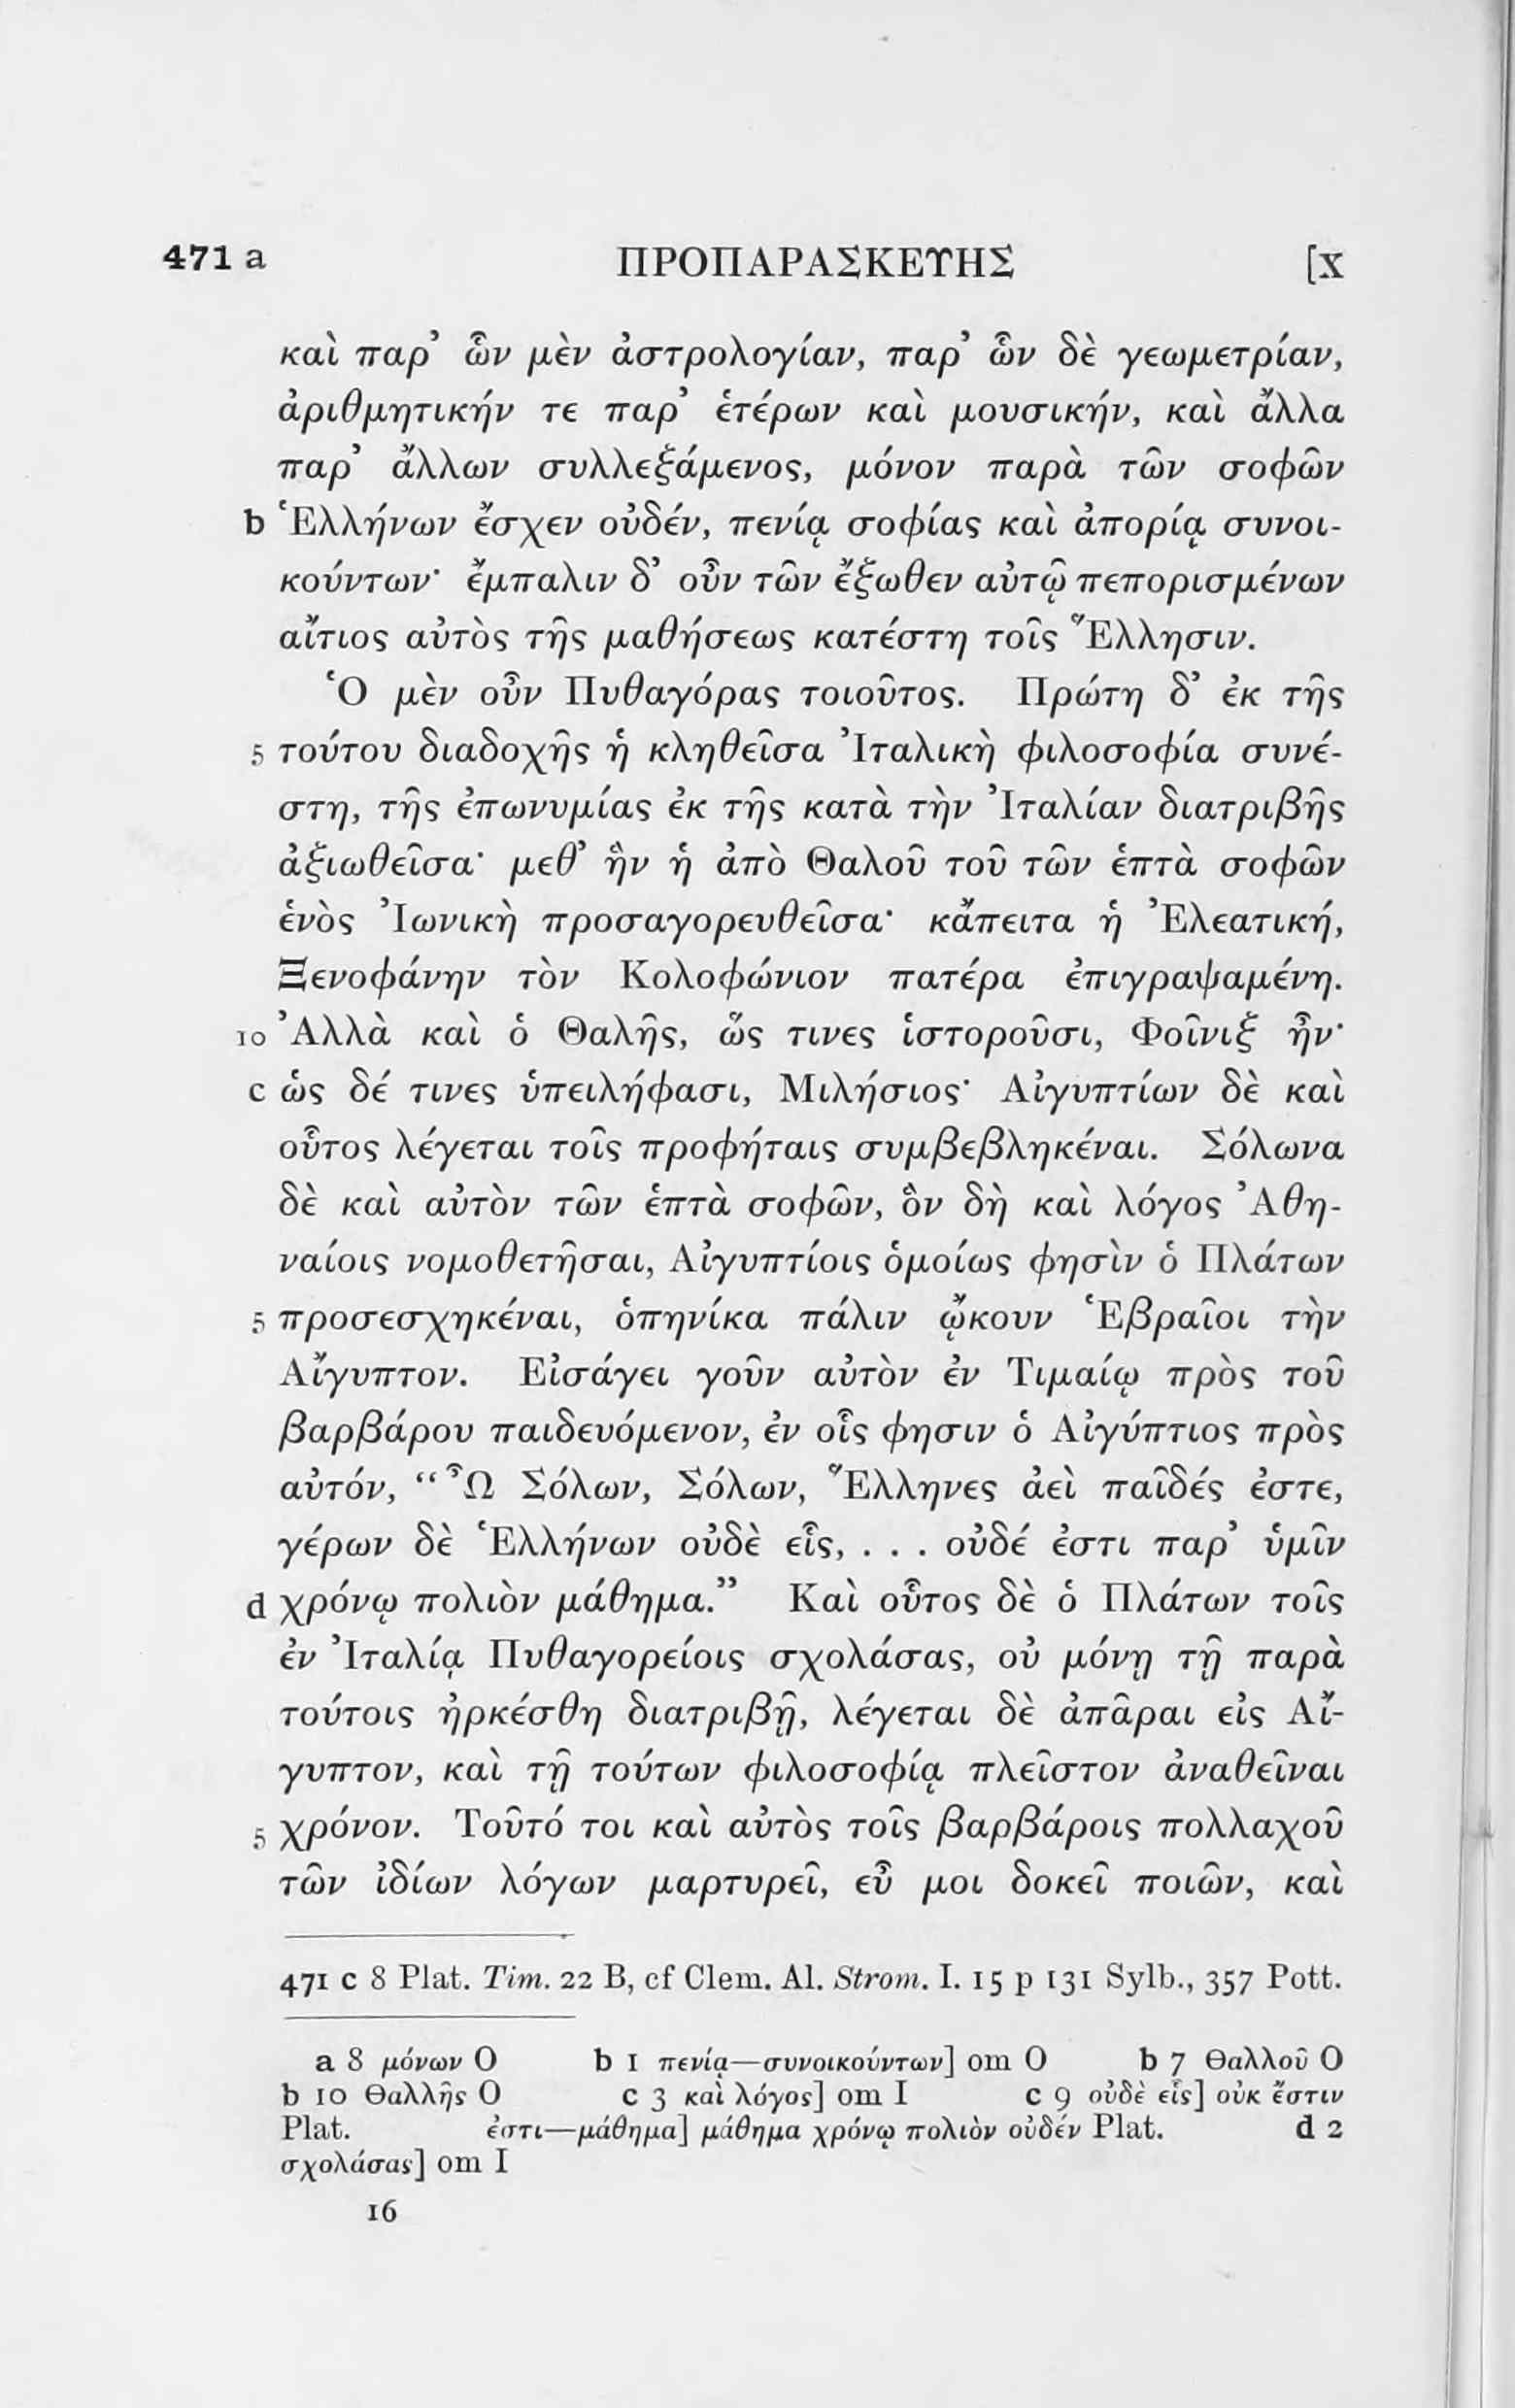 471 a ΠΡΟΠΑΡΑΣΚΕΥΗΣ [X
καὶ παρ’ ὧν μὲν ἀστρολογίαν, παρ’ ὧν δὲ γεωμετρίαν,
ἀριθμητικήν τε παρ’ ἑτέρων καὶ μουσικήν, καὶ ἄλλα
παρ’ ἄλλων συλλεξάμενος, μόνον παρὰ τῶν σοφῶν
b Ἑλλήνων ἔσχεν οὐδέν, πενίᾳ σοφίας καὶ ἀπορίᾳ συνοι-
κούντων· ἔμπαλιν δ’ οὖν τῶν ἔξωθεν αὐτῷ πεπορισμένων
αἴτιος αὐτὸς τῆς μαθήσεως κατέστη τοῖς Ἕλλησιν.
Ὁ μὲν οὖν Πυθαγόρας τοιοῦτος. Πρώτη δ’ ἐκ τῆς
5 τούτου διαδοχῆς ἡ κληθεῖσα Ἰταλικὴ φιλοσοφία συνέ-
στη, τῆς ἐπωνυμίας ἐκ τῆς κατὰ τὴν Ἰταλίαν διατριβῆς
ἀξιωθεῖσα· μεθ’ ἣν ἡ ἀπὸ Θαλοῦ τοῦ τῶν ἑπτὰ σοφῶν
ἑνὸς Ἰωνικὴ προσαγορευθεῖσα· κἄπειτα ἡ Ἐλεατική,
Ξενοφάνην τὸν Κολοφώνιον πατέρα ἐπιγραψαμένη.
10 Ἀλλὰ καὶ ὁ Θαλῆς, ὥς τινες ἱστοροῦσι, Φοῖνιξ ἦν·
c ὡς δέ τινες ὑπειλήφασι, Μιλήσιος· Αἰγυπτίων δὲ καὶ
οὗτος λέγεται τοῖς προφήταις συμβεβληκέναι. Σόλωνα
δὲ καὶ αὐτὸν τῶν ἑπτὰ σοφῶν, ὃν δὴ καὶ λόγος Ἀθη-
ναίοις νομοθετῆσαι, Αἰγυπτίοις ὁμοίως φησὶν ὁ Πλάτων
5 προσεσχηκέναι, ὁπηνίκα πάλιν ᾤκουν Ἑβραῖοι τὴν
Αἴγυπτον. Εἰσάγει γοῦν αὐτὸν ἐν Τιμαίῳ πρὸς τοῦ
βαρβάρου παιδευόμενον, ἐν οἷς φησιν ὁ Αἰγύπτιος πρὸς
αὐτόν, “Ὦ Σόλων, Σόλων, Ἕλληνες ἀεὶ παῖδές ἐστε,
γέρων δὲ Ἑλλήνων οὐδὲ εἷς, . . . οὐδέ ἐστι παρ’ ὑμῖν
d χρόνῳ πολιὸν μάθημα.” Καὶ οὗτος δὲ ὁ Πλάτων τοῖς
ἐν Ἰταλίᾳ Πυθαγορείοις σχολάσας, οὐ μόνῃ τῇ παρὰ
τούτοις ἠρκέσθη διατριβῇ, λέγεται δὲ ἀπᾶραι εἰς Αἴ-
γυπτον, καὶ τῇ τούτων φιλοσοφίᾳ πλεῖστον ἀναθεῖναι
5 χρόνον. Τοῦτό τοι καὶ αὐτὸς τοῖς βαρβάροις πολλαχοῦ
τῶν ἰδίων λόγων μαρτυρεῖ, εὖ μοι δοκεῖ ποιῶν, καὶ
471 c 8 Plat. Tim. 22 B, cf Clem. Al. Strom. I. 15 p 131 Sylb., 357 Pott.
a 8 μόνων O b 1 πενίᾳ—συνοικούντων] om O b 7 Θαλλοῦ O
b 10 Θαλλῆς O c 3 καὶ λόγος] om I c 9 οὐδὲ εἷς] οὐκ ἔστιν
Plat. ἐστι—μάθημα] μάθημα χρόνῳ πολιὸν οὐδέν Plat. d 2
σχολάσας] om I
16